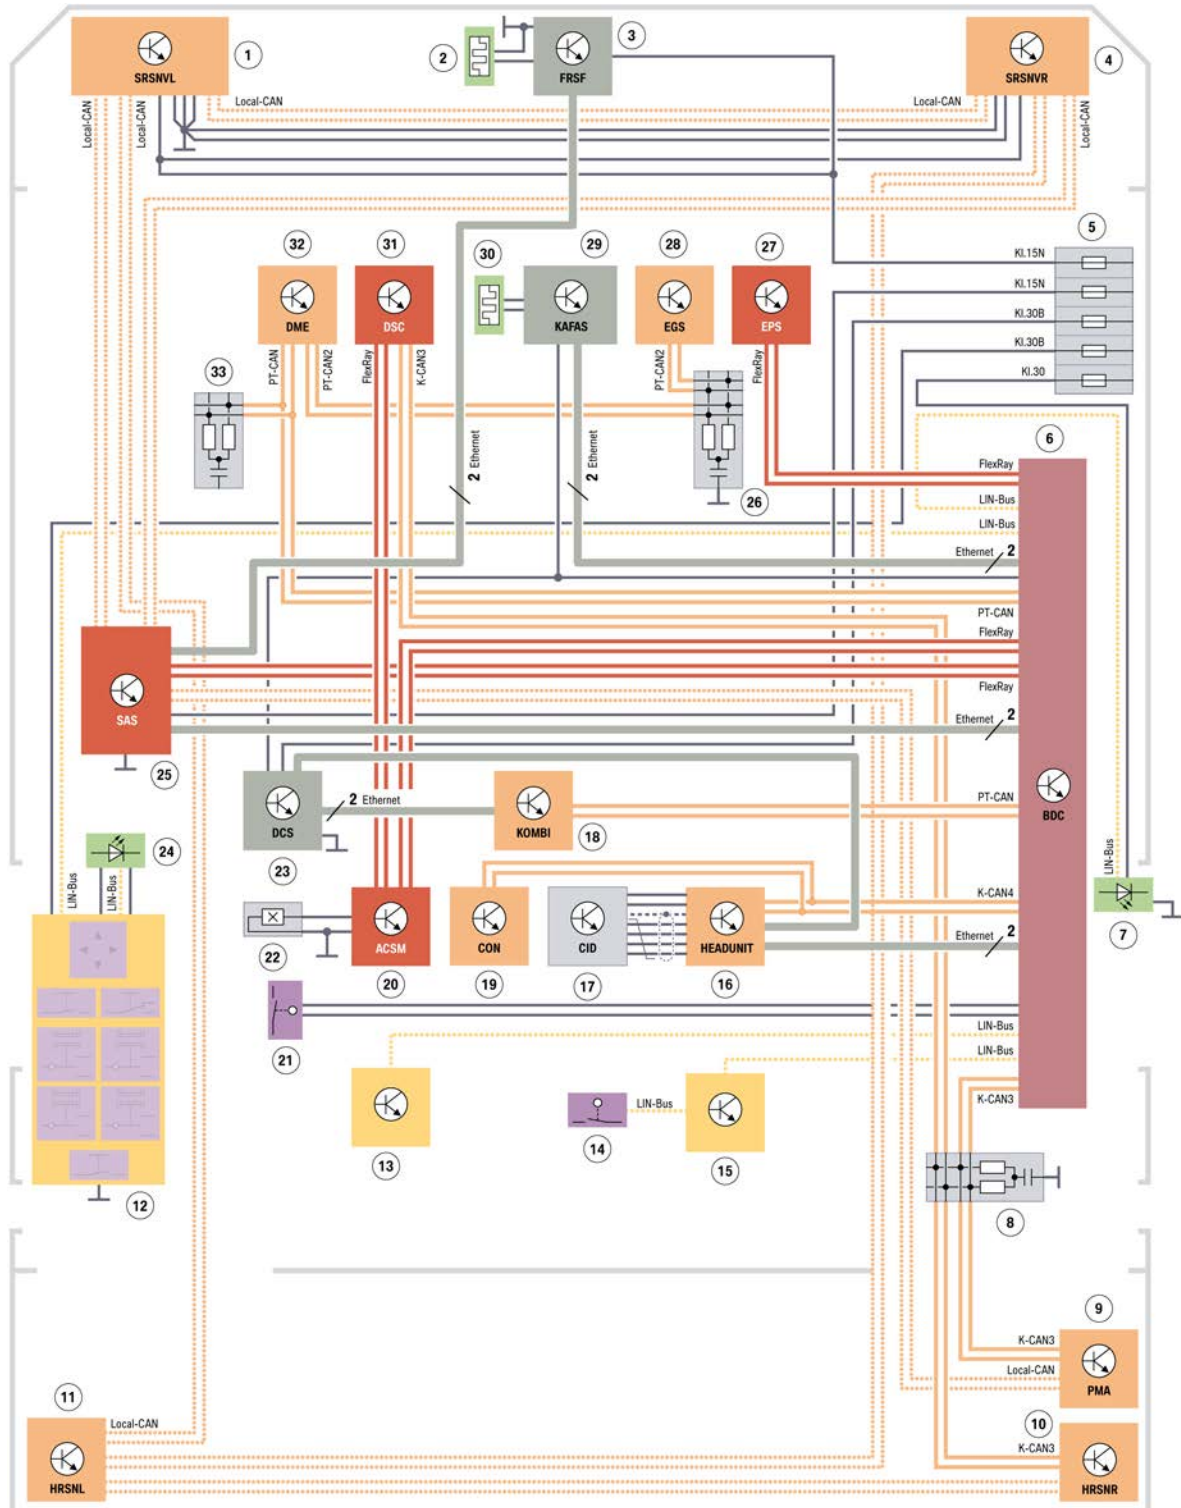 1
2
3
4
SRSNVL
FRSF
SRSNVR
Local-CAN
Local-CAN
Local-CAN
Local-CAN
Local-CAN
5
32
31
30
29
28
27
Kl.15N
Kl.15N
Kl.30B
Kl.30B
Kl.30
DME
DSC
KAFAS
EGS
EPS
33
PT-CAN
PT-CAN2
FlexRay
K-CAN3
PT-CAN2
FlexRay
6
2 Ethernet
2 Ethernet
26
FlexRay
LIN-Bus
LIN-Bus
Ethernet 2
PT-CAN
FlexRay
FlexRay
SAS
Ethernet 2
25
2 Ethernet
PT-CAN
DCS
KOMBI
BDC
24
23
18
LIN-Bus
LIN-Bus
LIN-Bus
K-CAN4
Ethernet 2
ACSM
CON
CID
HEADUNIT
22
20
19
17
16
7
21
LIN-Bus
LIN-Bus
LIN-Bus
K-CAN3
14
13
15
12
8
9
K-CAN3
Local-CAN
PMA
11
10
Local-CAN
K-CAN3
HRSNL
HRSNR